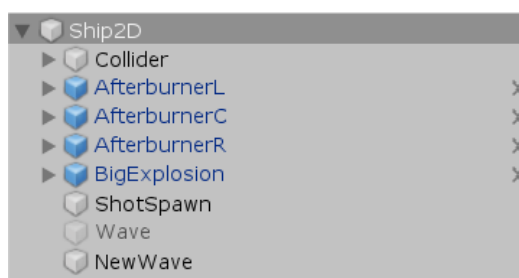 Ship2D
Collider
AfterburnerL
AfterburnerC
AfterburnerR
BigExplosion
ShotSpawn
Wave
NewWave